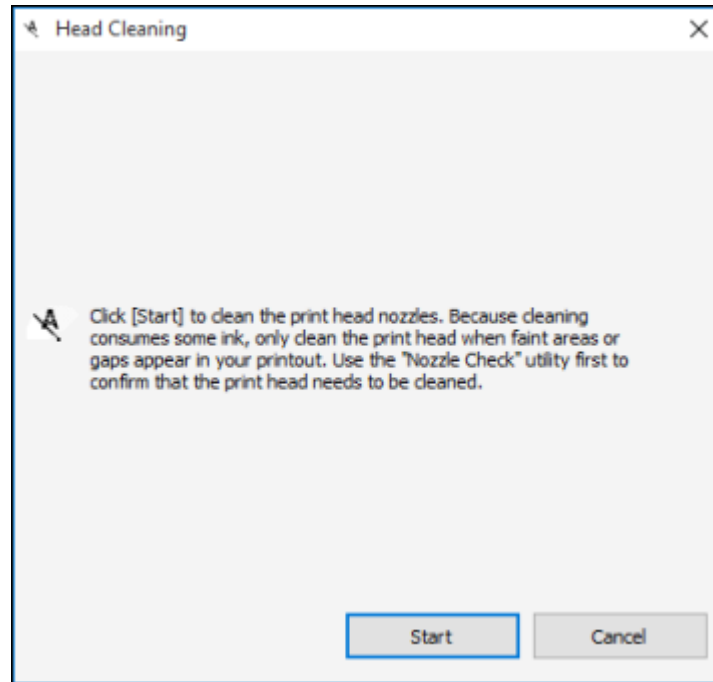 Head Cleaning
Click [Start] to clean the print head nozzles. Because cleaning
consumes some ink, only clean the print head when faint areas or
gaps appear in your printout. Use the "Nozzle Check" utility first to
confirm that the print head needs to be cleaned.
Start
Cancel